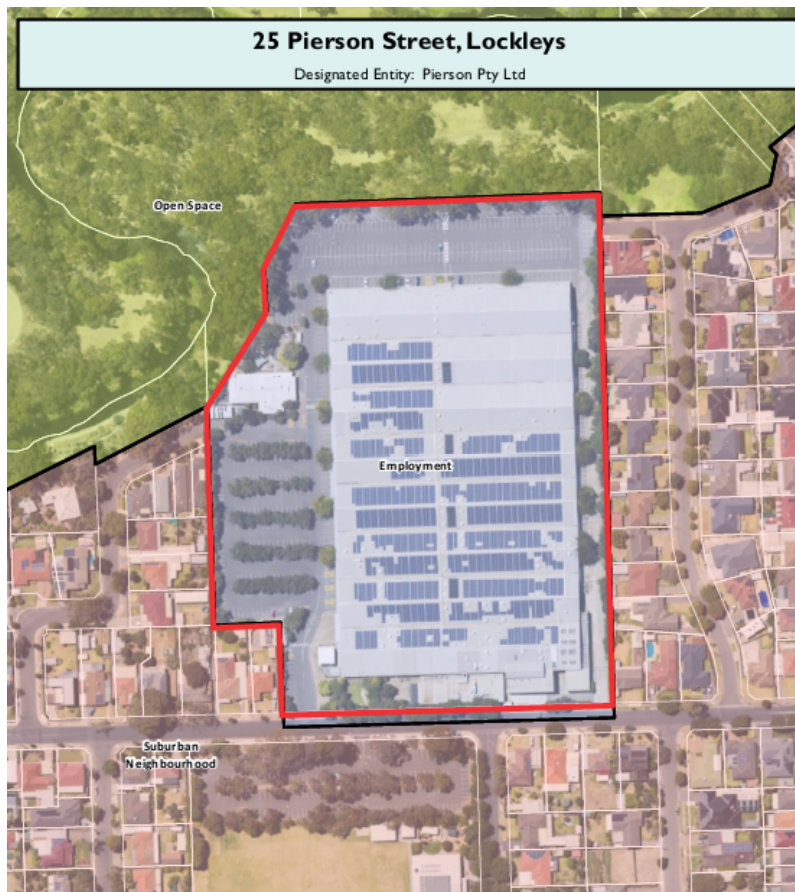 25 Pierson Street, Lockleys
Designated Entity: Pierson Pty Ltd
Open Space
Employment
Suburban
Neighbourhood